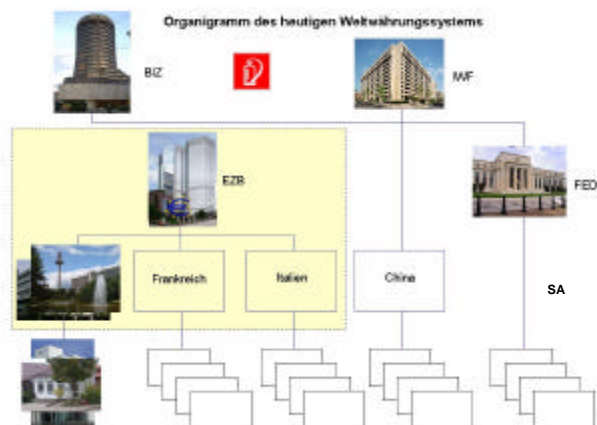 Organigramm des heutigen Weltwährungssystems
BIZ
IWF
EZB
FED
Frankreich
Italien
China
SA